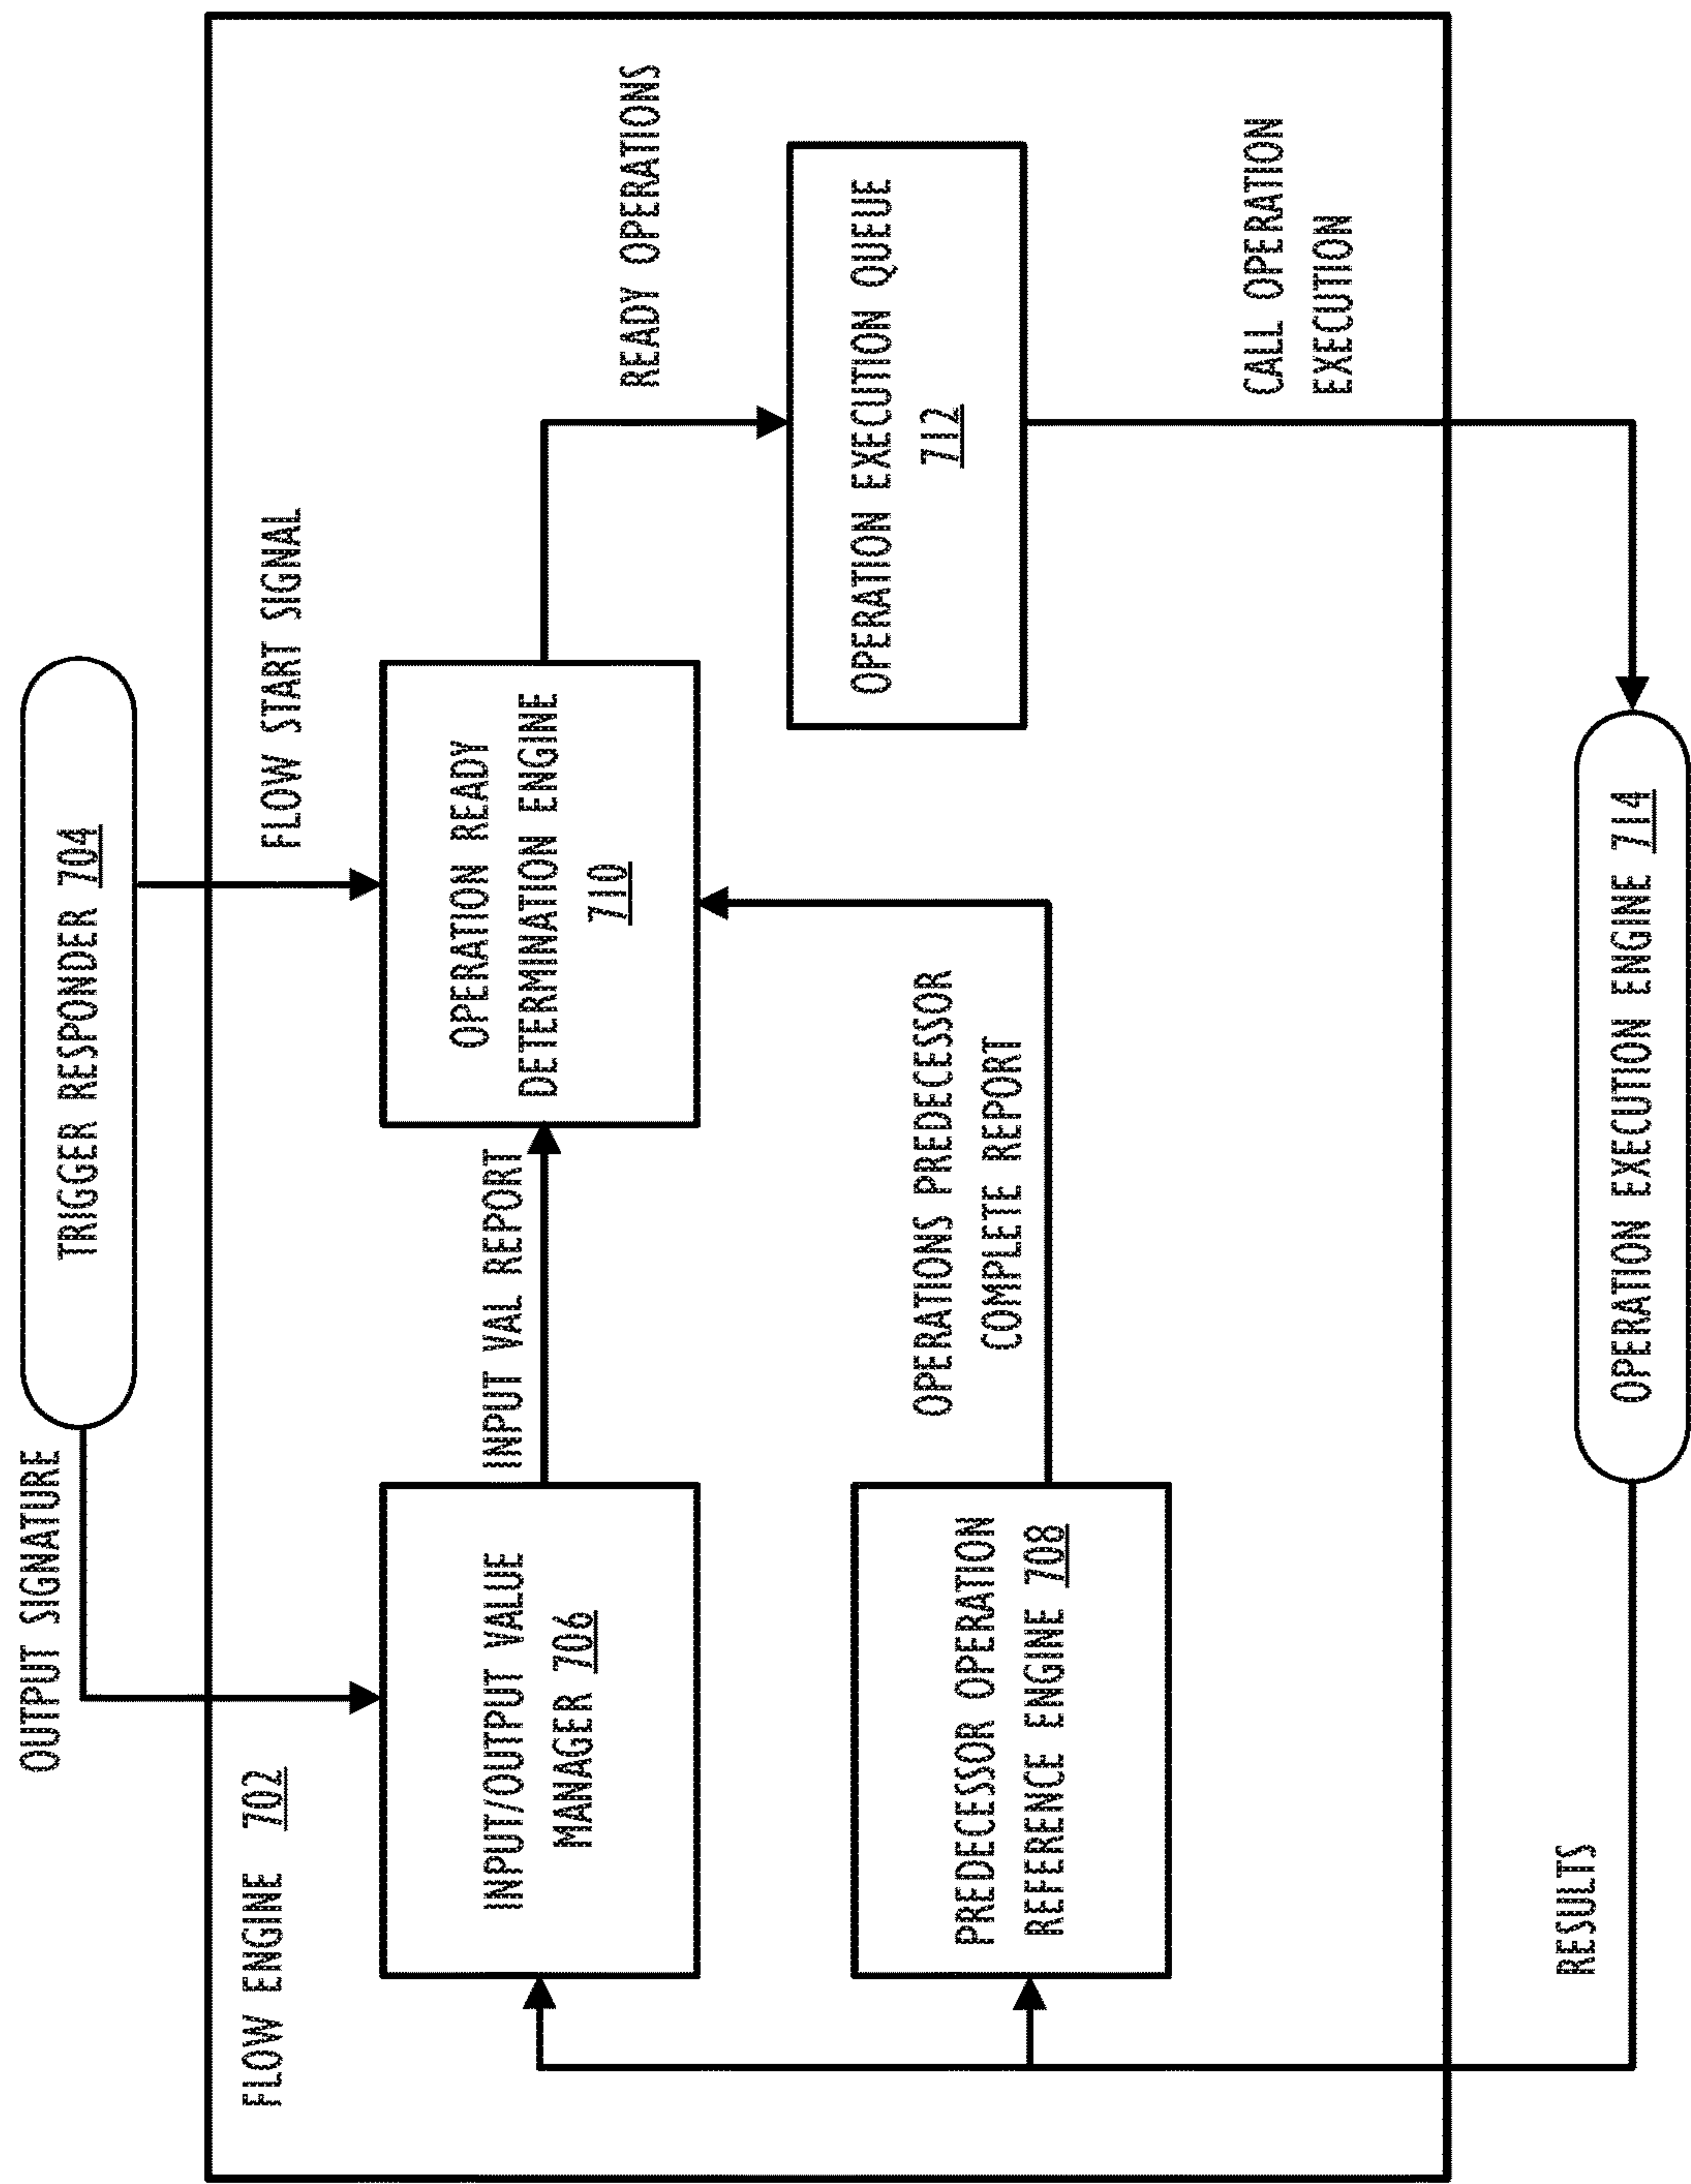 OUTPUT SIGNATURE
TRIGGER RESPONDER 704
FLOW ENGINE 702
FLOW START SIGNAL
INPUT/OUTPUT VALUE
MANAGER 706
INPUT VAL REPORT
OPERATION READY
DETERMINATION ENGINE
710
READY OPERATIONS
PREDECESSOR OPERATION
REFERENCE ENGINE 708
OPERATIONS PREDECESSOR
COMPLETE REPORT
OPERATION EXECUTION QUEUE
712
CALL OPERATION
EXECUTION
RESULTS
OPERATION EXECUTION ENGINE 714